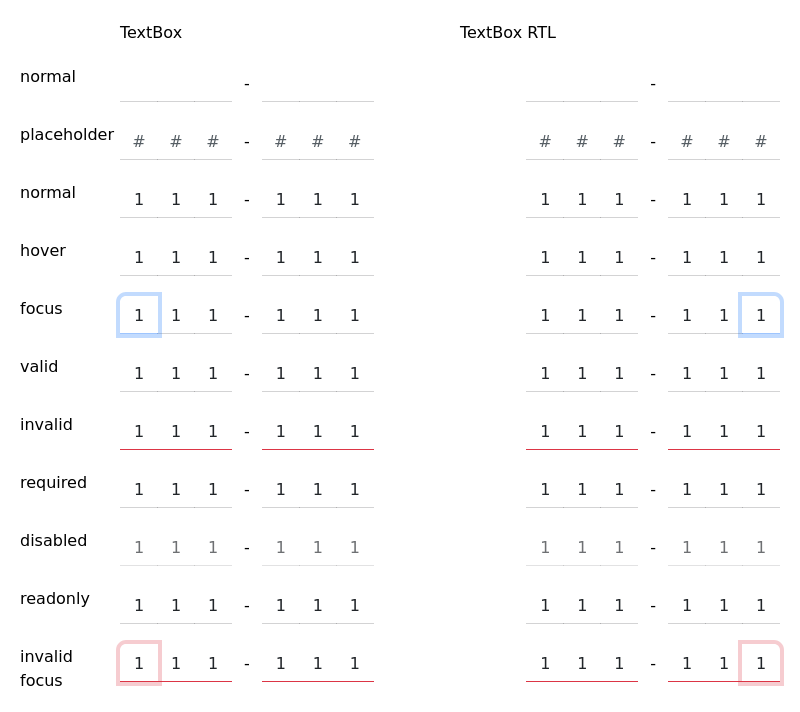 TextBox TextBox RTL
normal - -
placeholder # # # - # # # # # # - # # #
normal 1 1 1 - 1 1 1 1 1 1 - 1 1 1
hover 1 1 1 - 1 1 1 1 1 1 - 1 1 1
focus 1 1 1 - 1 1 1 1 1 1 - 1 1 1
valid 1 1 1 - 1 1 1 1 1 1 - 1 1 1
invalid 1 1 1 - 1 1 1 1 1 1 - 1 1 1
required 1 1 1 - 1 1 1 1 1 1 - 1 1 1
disabled 1 1 1 - 1 1 1 1 1 1 - 1 1 1
readonly 1 1 1 - 1 1 1 1 1 1 - 1 1 1
invalid 1 1 1 - 1 1 1 1 1 1 - 1 1 1
focus